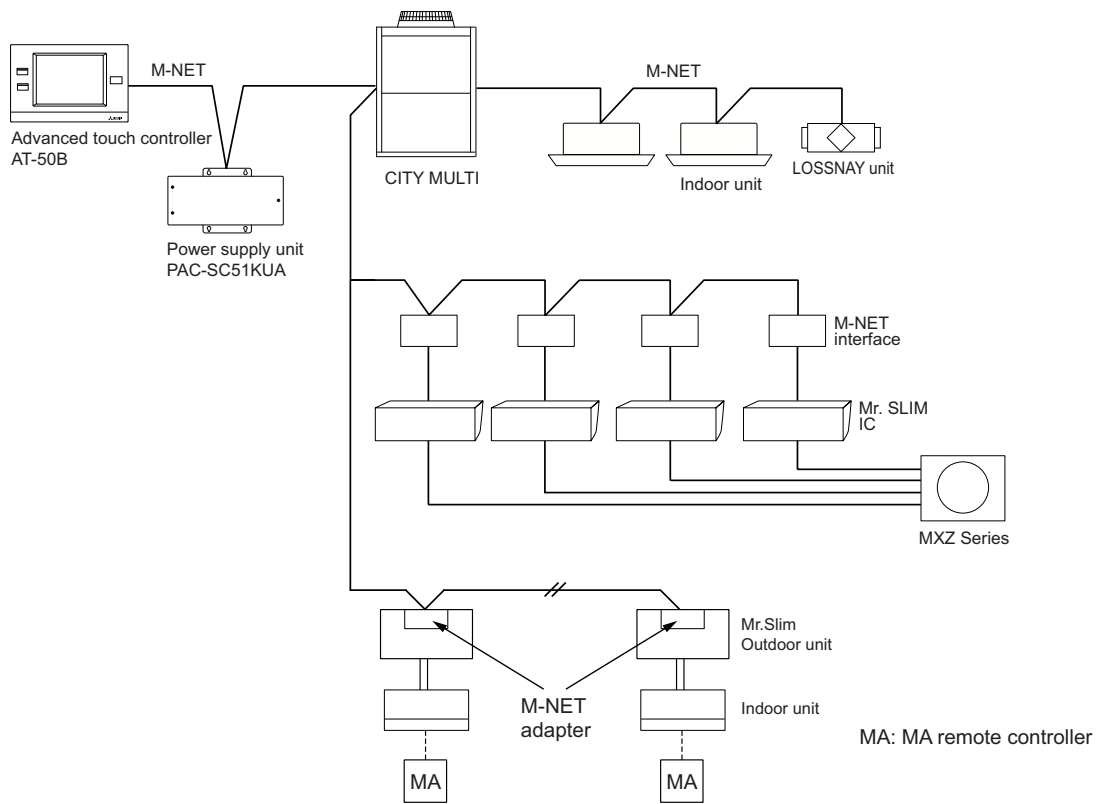 M-NET
Advanced touch controller
AT-50B
Power supply unit
PAC-SC51KUA
CITY MULTI
M-NET
Indoor unit
LOSSNAY unit
M-NET
interface
Mr. SLIM
IC
MXZ Series
Mr.Slim
Outdoor unit
M-NET
adapter
Indoor unit
MA
MA
MA: MA remote controller